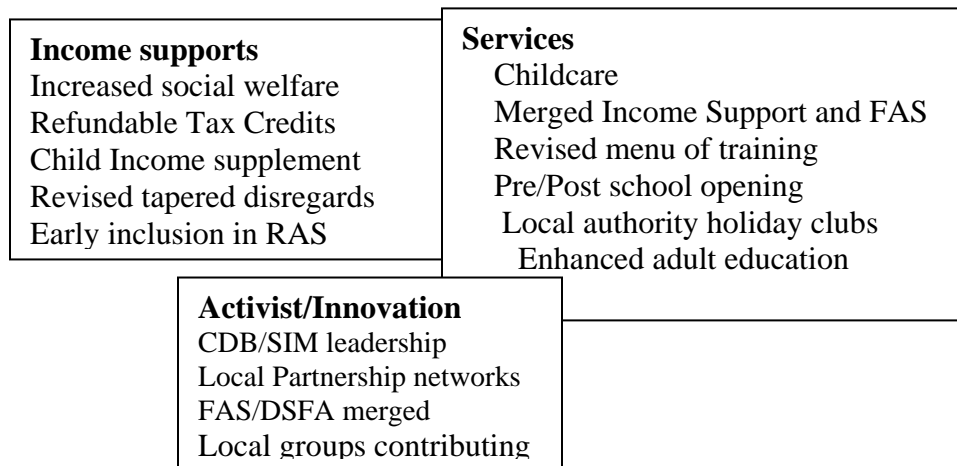 Income supports
Increased social welfare
Refundable Tax Credits
Child Income supplement
Revised tapered disregards
Early inclusion in RAS
Services
Childcare
Merged Income Support and FAS
Revised menu of training
Pre/Post school opening
Local authority holiday clubs
Enhanced adult education
Activist/Innovation
CDB/SIM leadership
Local Partnership networks
FAS/DSFA merged
Local groups contributing